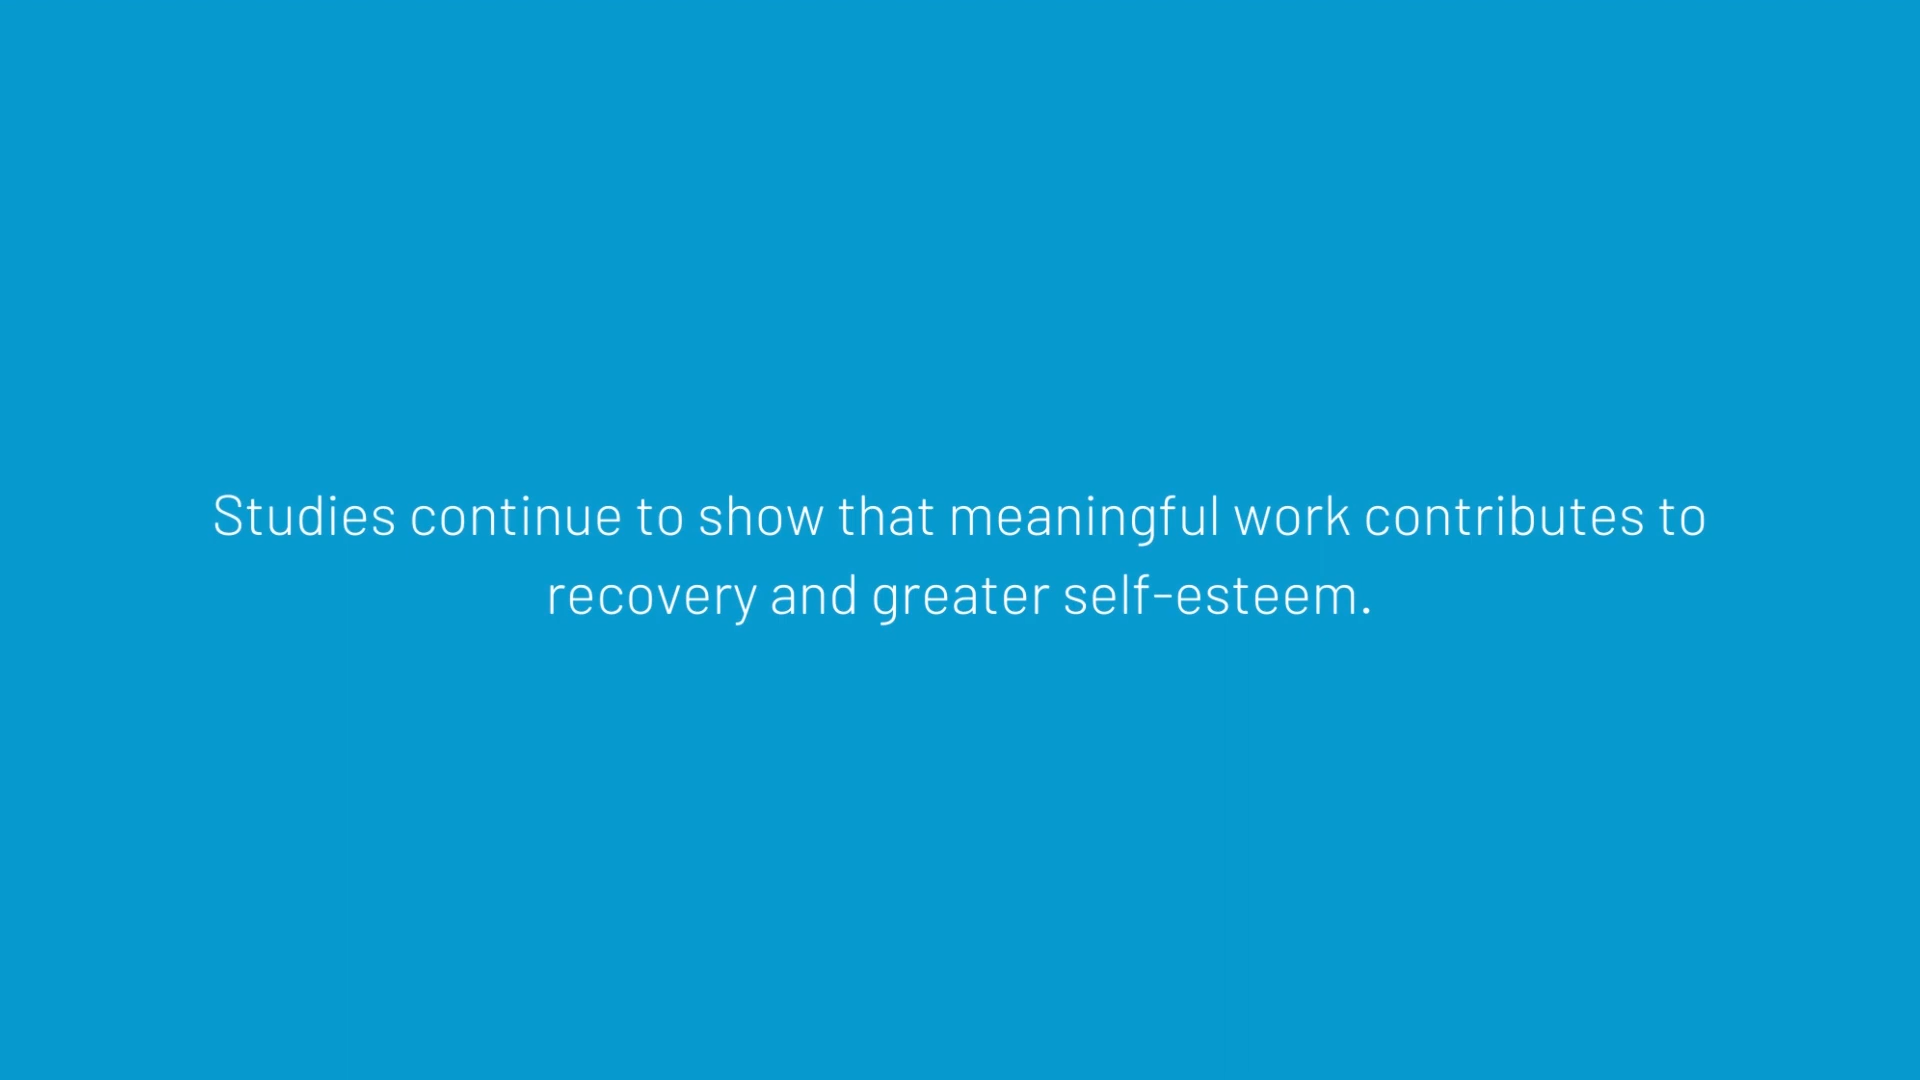 Studies continue to show that meaningful work contributes to
recovery and greater self-esteem.